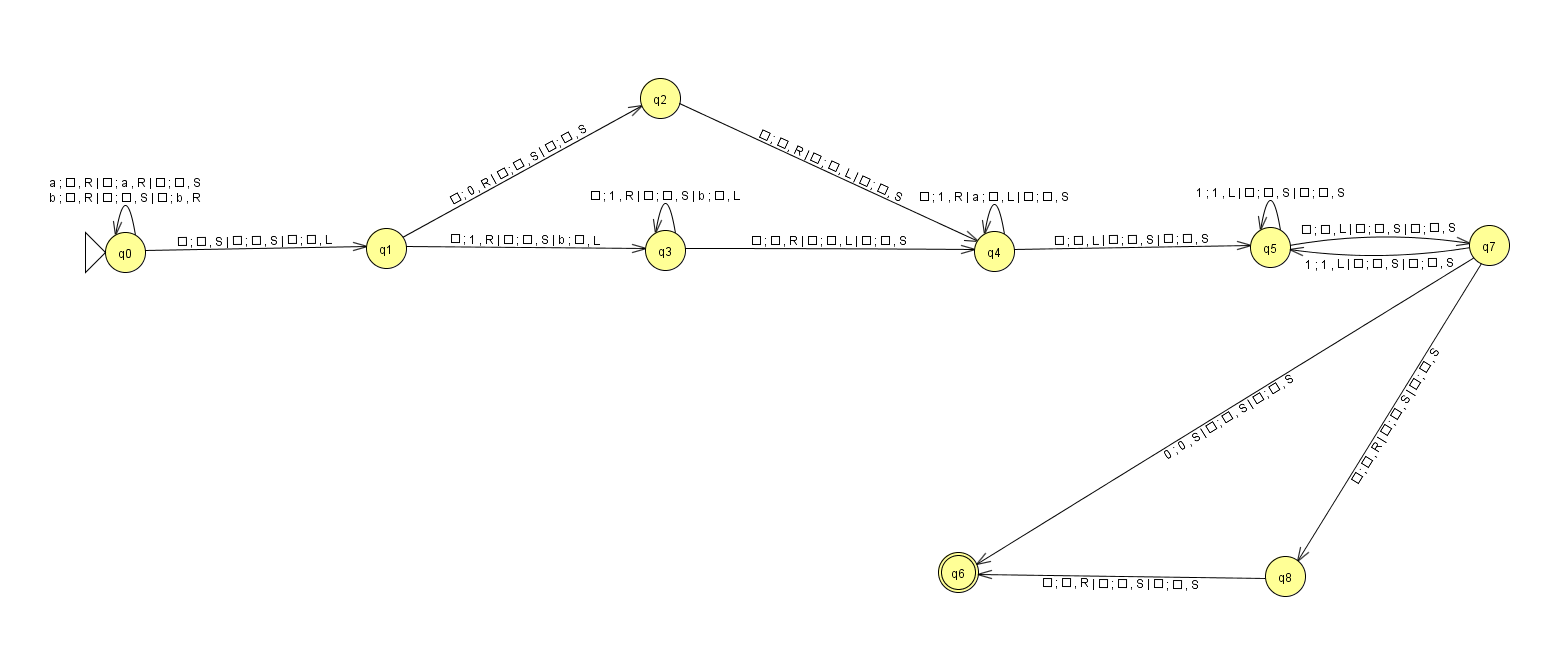 q2
□ ; 0 , R | □ ; □ , S | □ ; □ , S
□ ; □ , R | □ ; □ , L | □ ; □ , S
a ; □ , R | □ ; a , R | □ ; □ , S
b ; □ , R | □ ; □ , S | □ ; b , R
□ ; 1 , R | □ ; □ , S | b ; □ , L
□ ; 1 , R | a ; □ , L | □ ; □ , S
1 ; 1 , L | □ ; □ , S | □ ; □ , S
q0
□ ; □ , S | □ ; □ , S | □ ; □ , L
q1
□ ; 1 , R | □ ; □ , S | b ; □ , L
q3
□ ; □ , R | □ ; □ , L | □ ; □ , S
q4
□ ; □ , L | □ ; □ , S | □ ; □ , S
q5
□ ; □ , L | □ ; □ , S | □ ; □ , S
1 ; 1 , L | □ ; □ , S | □ ; □ , S
q7
0 ; 0 , S | □ ; □ , S | □ ; □ , S
□ ; □ , R | □ ; □ , S | □ ; □ , S
q6
□ ; □ , R | □ ; □ , S | □ ; □ , S
q8